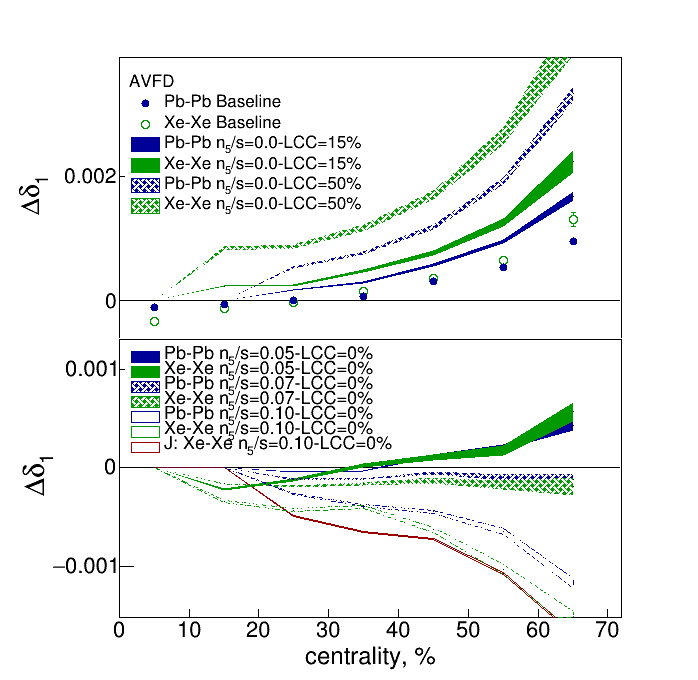 AVFD
Pb-Pb Baseline
Xe-Xe Baseline
Pb-Pb n5/s=0.0-LCC=15%
Xe-Xe n5/s=0.0-LCC=15%
Pb-Pb n5/s=0.0-LCC=50%
Xe-Xe n5/s=0.0-LCC=50%
Δδ1
0.002
0
Pb-Pb n5/s=0.05-LCC=0%
Xe-Xe n5/s=0.05-LCC=0%
Pb-Pb n5/s=0.07-LCC=0%
Xe-Xe n5/s=0.07-LCC=0%
Pb-Pb n5/s=0.10-LCC=0%
Xe-Xe n5/s=0.10-LCC=0%
J: Xe-Xe n5/s=0.10-LCC=0%
Δδ1
0.001
0
−0.001
0 10 20 30 40 50 60 70
centrality, %